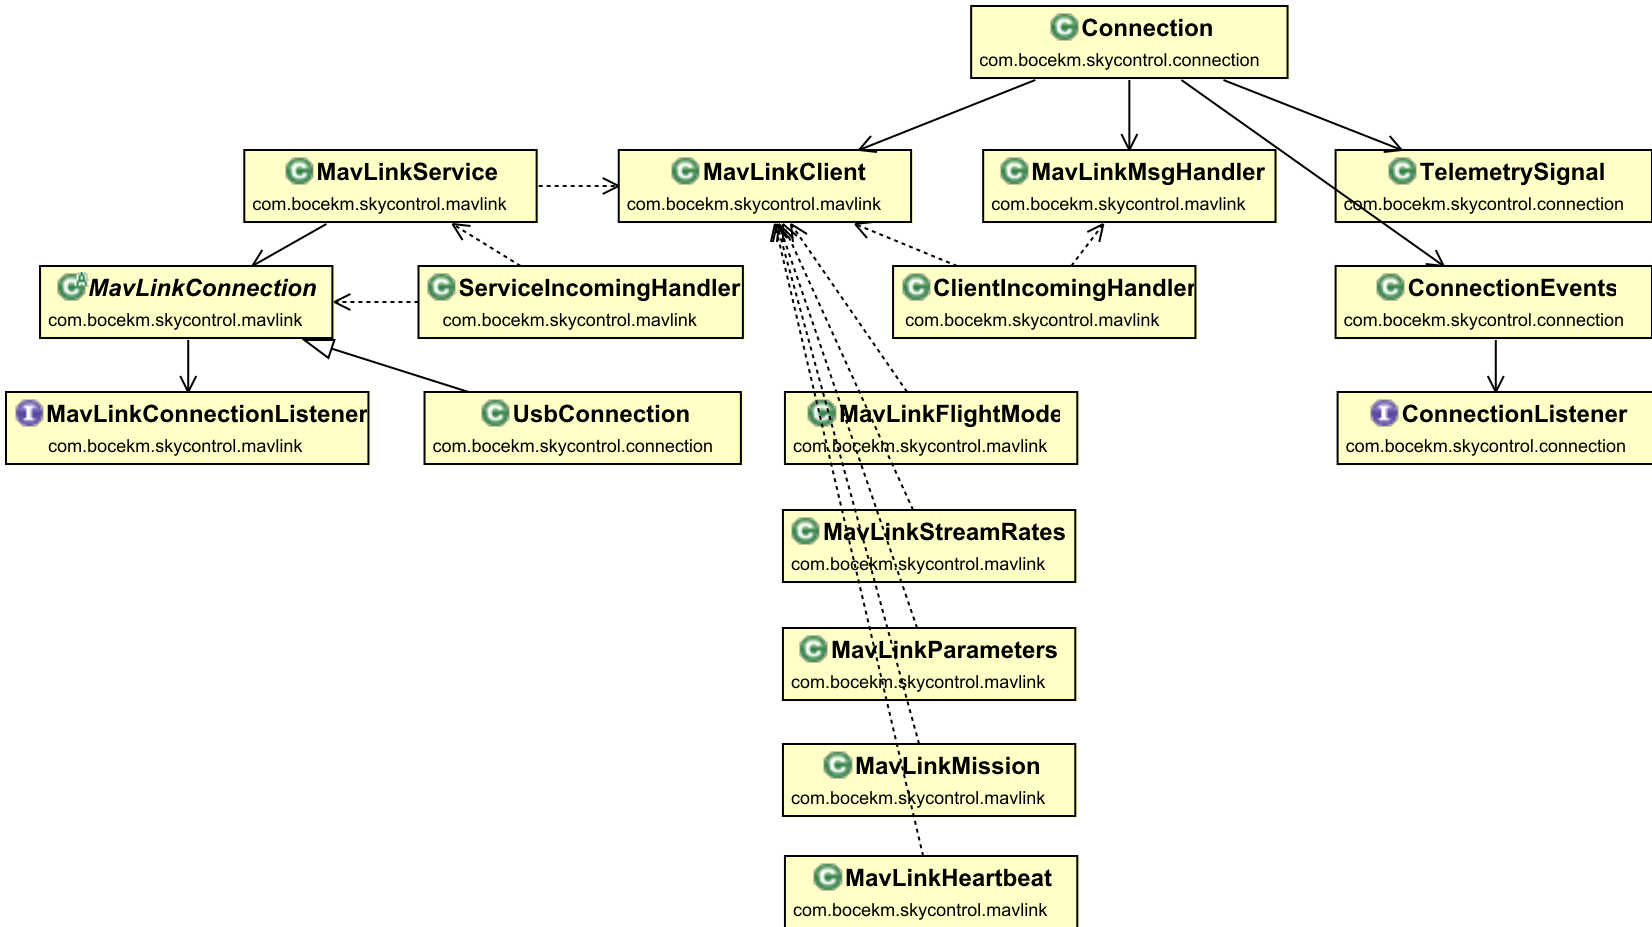 Connection
com.bocekm.skycontrol.connection
MavLinkService
com.bocekm.skycontrol.mavlink
MavLinkClient
com.bocekm.skycontrol.mavlink
MavLinkMsgHandler
com.bocekm.skycontrol.mavlink
TelemetrySignal
com.bocekm.skycontrol.connection
MavLinkConnection
com.bocekm.skycontrol.mavlink
ServiceIncomingHandler
com.bocekm.skycontrol.mavlink
ClientIncomingHandler
com.bocekm.skycontrol.mavlink
ConnectionEvents
com.bocekm.skycontrol.connection
MavLinkConnectionListener
com.bocekm.skycontrol.mavlink
UsbConnection
com.bocekm.skycontrol.connection
MavLinkFlightMode
com.bocekm.skycontrol.mavlink
ConnectionListener
com.bocekm.skycontrol.connection
MavLinkStreamRates
com.bocekm.skycontrol.mavlink
MavLinkParameters
com.bocekm.skycontrol.mavlink
MavLinkMission
com.bocekm.skycontrol.mavlink
MavLinkHeartbeat
com.bocekm.skycontrol.mavlink